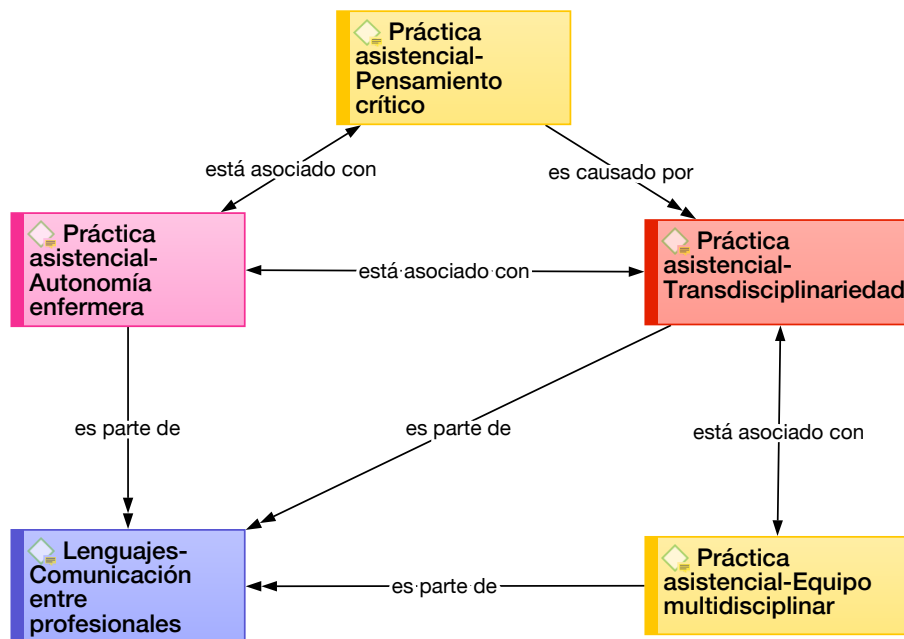 Práctica
asistencial-
Pensamiento
crítico
está asociado con
es causado por
Práctica
asistencial-
Autonomía
enfermera
está asociado con
Práctica
asistencial-
Transdisciplinariedad
es parte de
es parte de
está asociado con
Lenguajes-
Comunicación
entre
profesionales
es parte de
Práctica
asistencial-Equipo
multidisciplinar